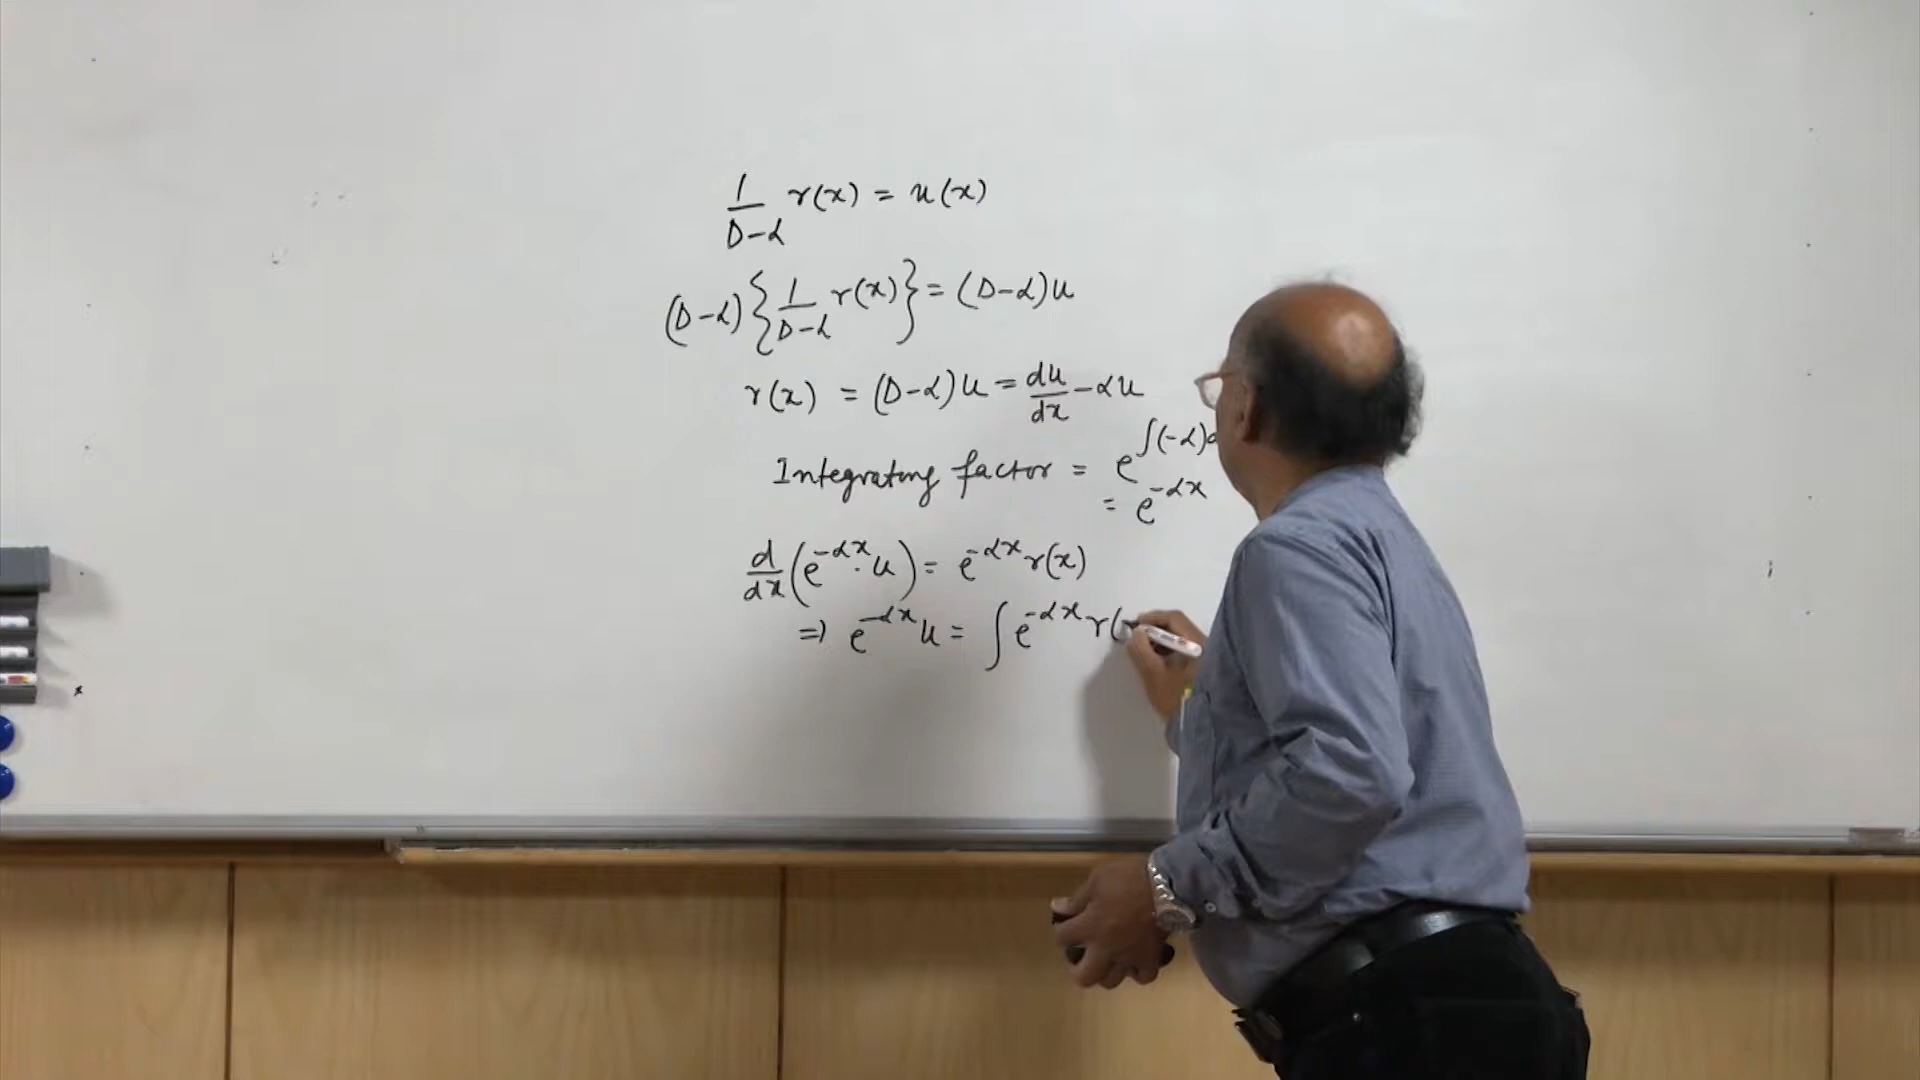 1/(D-α) r(x) = u(x)
(D-α){1/(D-α) r(x)} = (D-α)u
r(x) = (D-α)u = du/dx - αu
Integrating factor = e^∫(-α)
= e^-αx
d/dx (e^-αx · u) = e^-αx r(x)
⇒ e^-αx u = ∫ e^-αx r(